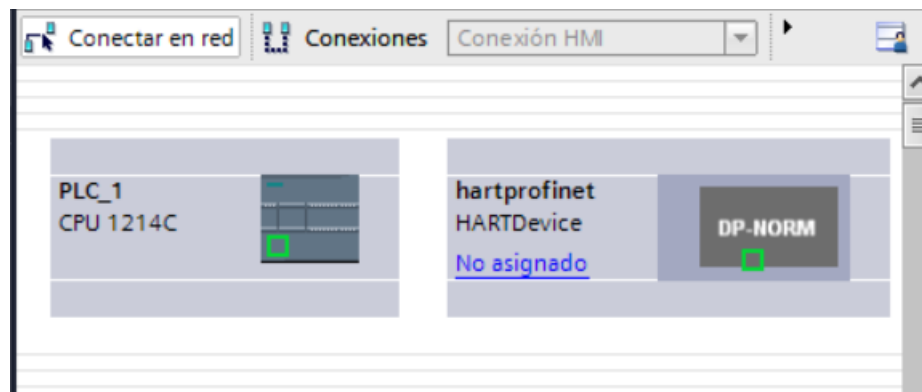 Conectar en red Conexiones Conexión HMI
PLC_1
CPU 1214C
hartprofinet
HARTDevice
No asignado
DP-NORM